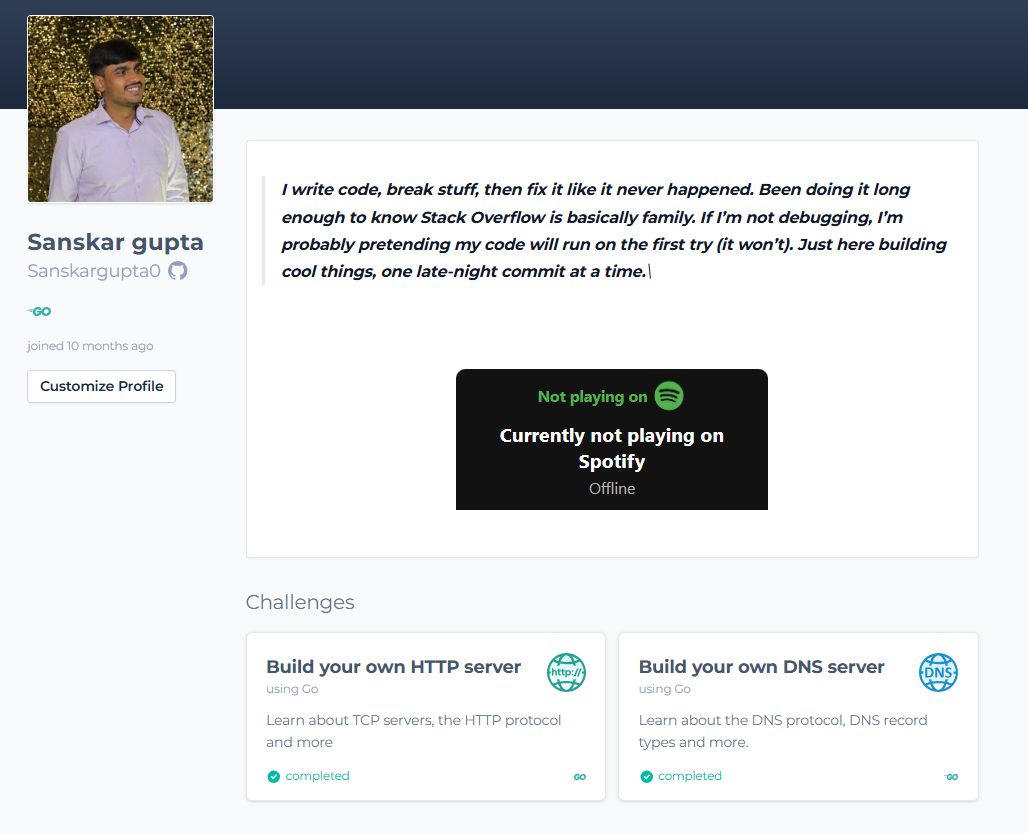 Sanskar gupta
Sanskargupta0
GO
joined 10 months ago
Customize Profile
I write code, break stuff, then fix it like it never happened. Been doing it long
enough to know Stack Overflow is basically family. If I’m not debugging, I’m
probably pretending my code will run on the first try (it won’t). Just here building
cool things, one late-night commit at a time.\
Not playing on
Currently not playing on
Spotify
Offline
Challenges
Build your own HTTP server
http://
using Go
Learn about TCP servers, the HTTP protocol
and more
completed
GO
Build your own DNS server
DNS
using Go
Learn about the DNS protocol, DNS record
types and more.
completed
GO